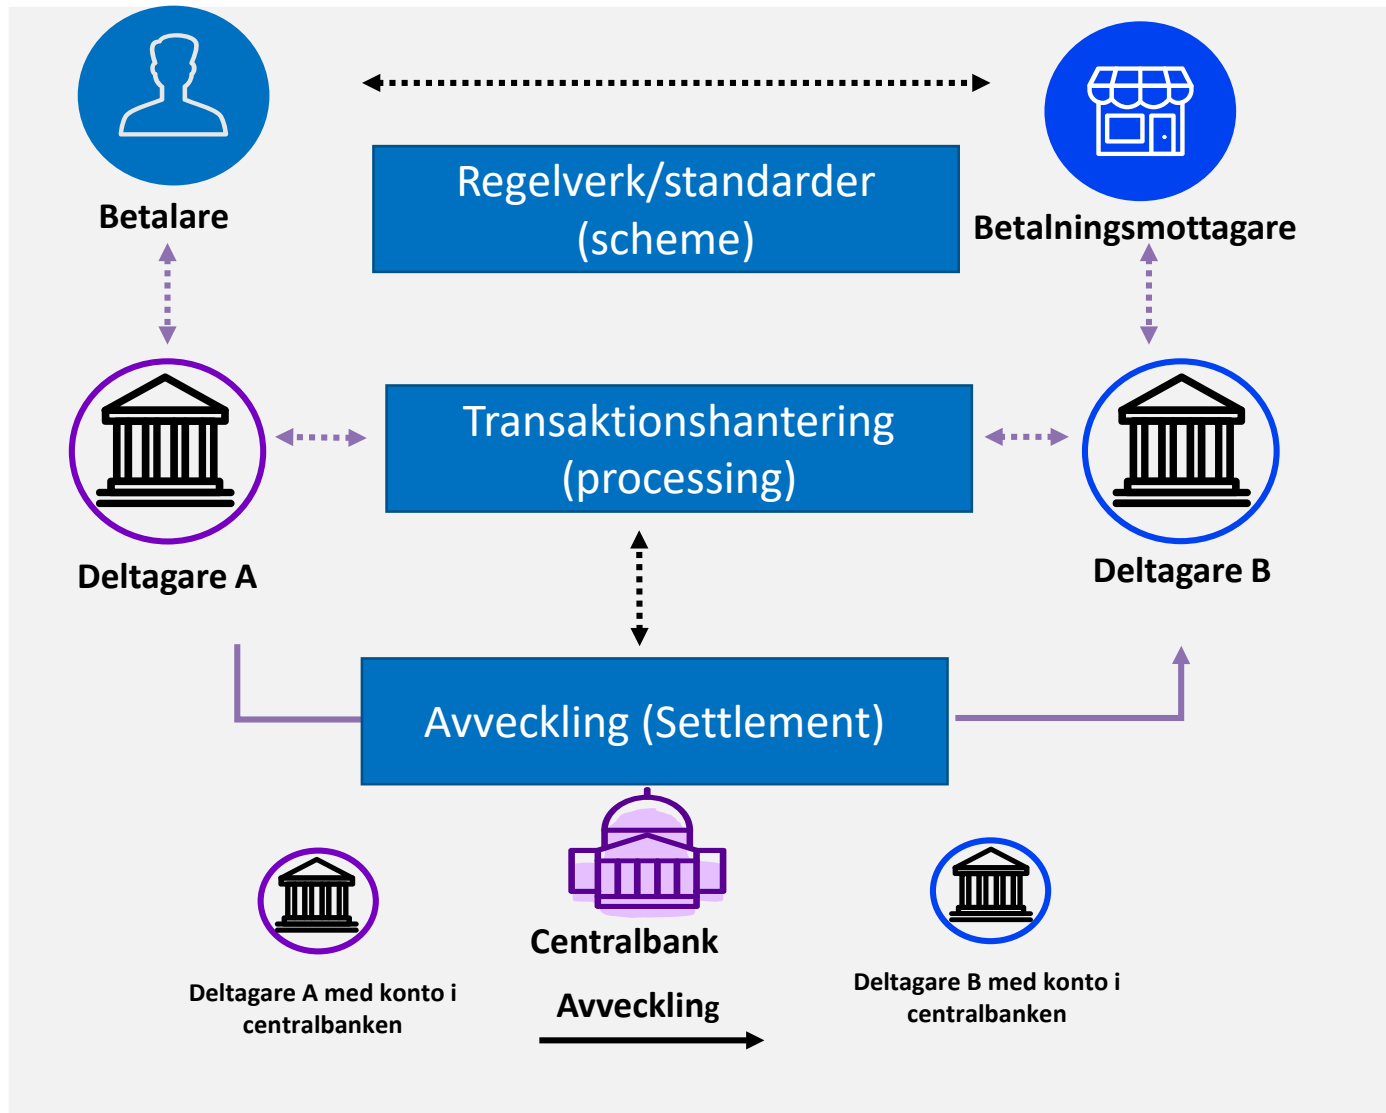 Betalare
Regelverk/standarder
(scheme)
Betalningsmottagare
Transaktionshantering
(processing)
Deltagare A
Deltagare B
Avveckling (Settlement)
Centralbank
Deltagare A med konto i
centralbanken
Avveckling
Deltagare B med konto i
centralbanken